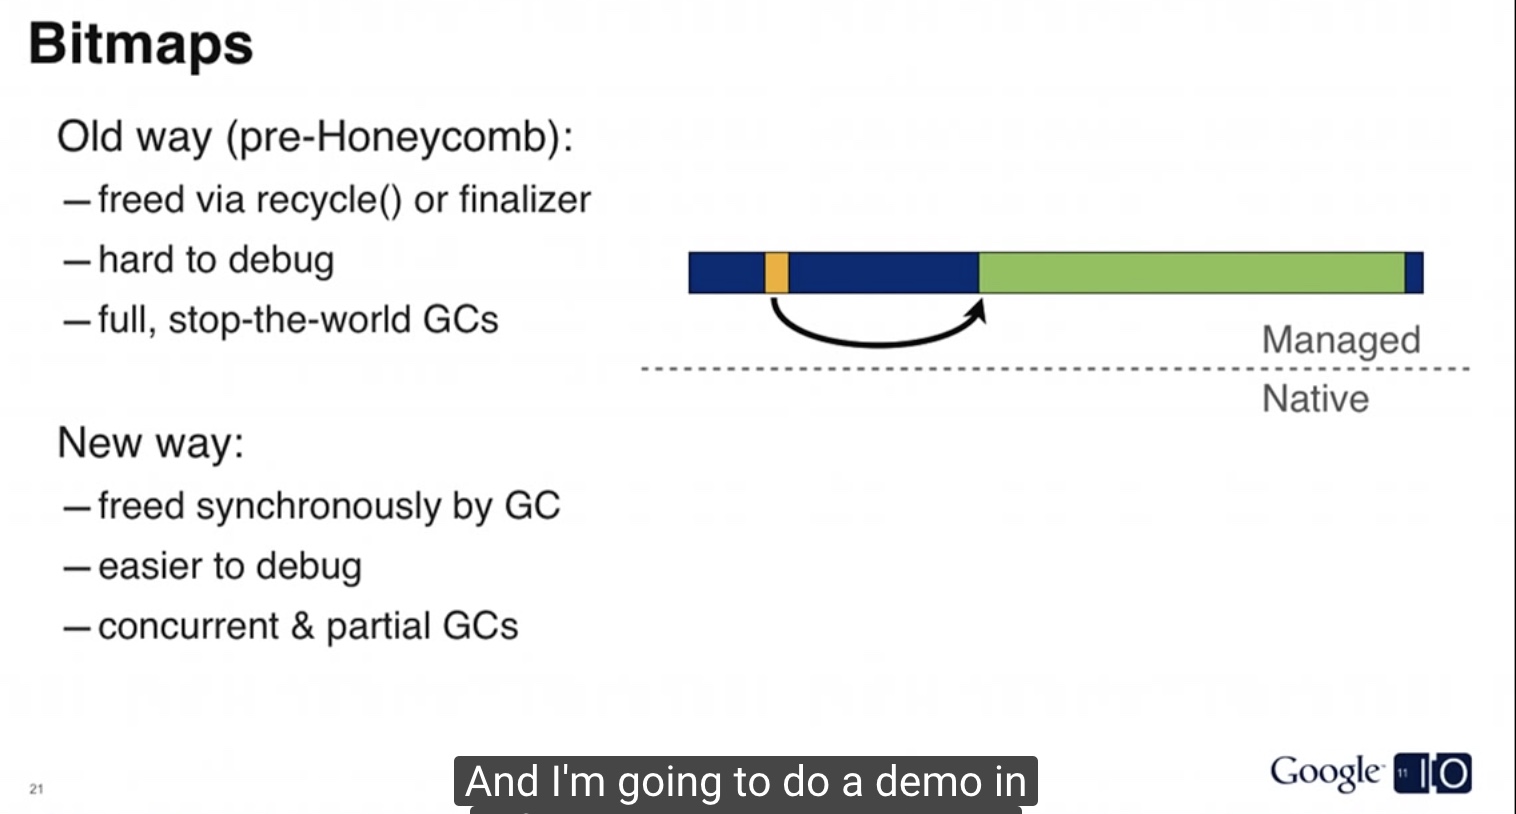 Bitmaps
Old way (pre-Honeycomb):
— freed via recycle() or finalizer
— hard to debug
— full, stop-the-world GCs
Managed
Native
New way:
— freed synchronously by GC
— easier to debug
— concurrent & partial GCs
And I'm going to do a demo in
21
Google 11 IO